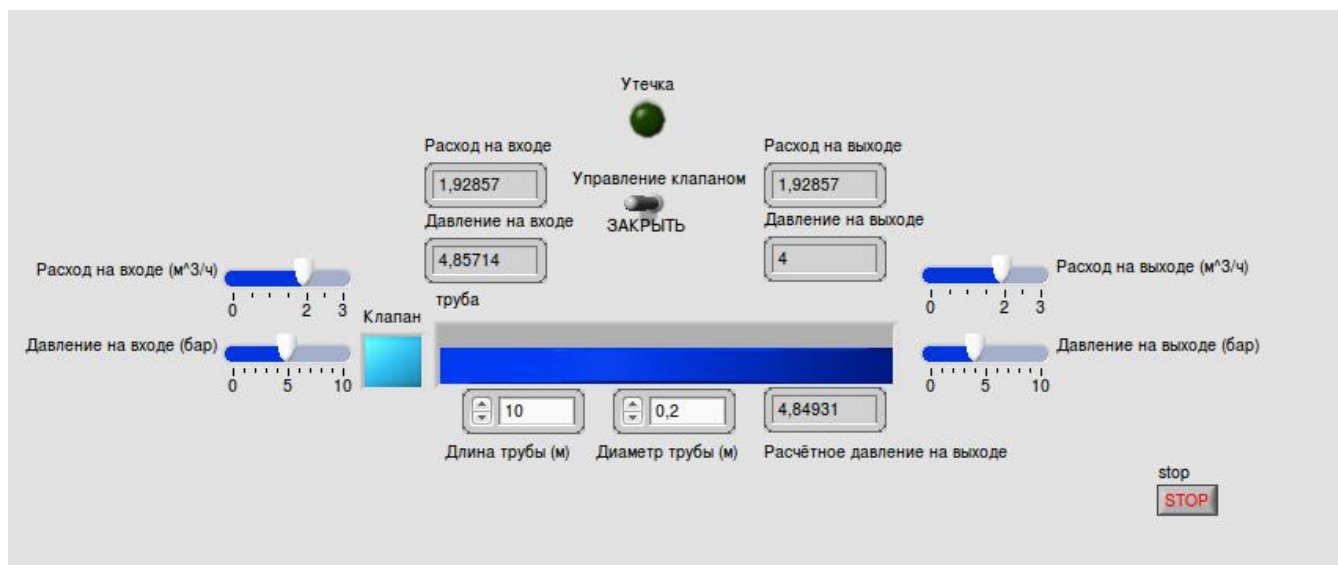 Утечка
Расход на входе
Расход на выходе
1,92857
Управление клапаном
1,92857
Давление на входе
ЗАКРЫТЬ
Давление на выходе
4,85714
4
Расход на входе (м^3/ч)
0 2 3
Расход на выходе (м^3/ч)
0 2 3
труба
Клапан
Давление на входе (бар)
0 5 10
Давление на выходе (бар)
0 5 10
10
0,2
4,84931
Длина трубы (м)
Диаметр трубы (м)
Расчётное давление на выходе
stop
STOP